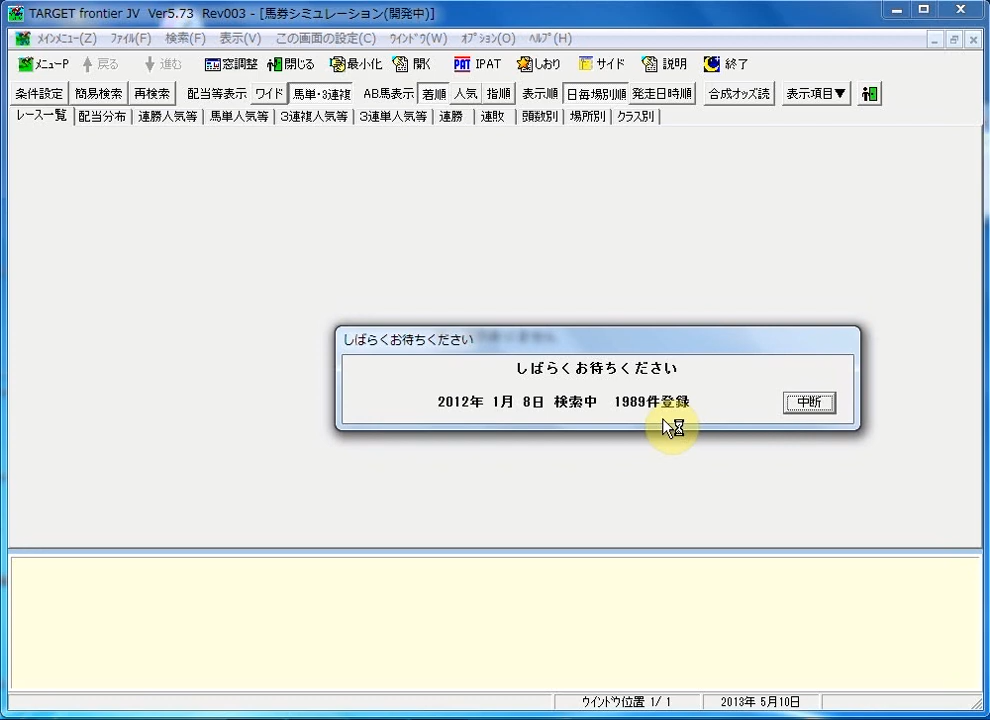 TARGET frontier JV Ver5.73 Rev003 - [馬券シミュレーション(開発中)]
ﾒｲﾝﾒﾆｭｰ(Z) ﾌｧｲﾙ(F) 検索(F) 表示(V) この画面の設定(C) ｳｲﾝﾄﾞｳ(W) ｵﾌﾟｼｮﾝ(O) ﾍﾙﾌﾟ(H)
ﾒﾆｭｰP 戻る 進む 窓調整 閉じる 最小化 開く PAT IPAT しおり サイド 説明 終了
条件設定 簡易検索 再検索 配当等表示 ワイド 馬単・3連複 AB馬表示 着順 人気 指順 表示順 日毎場別順 発走日時順 合成オッズ読 表示項目▼
レース一覧 配当分布 連勝人気等 馬単人気等 3連複人気等 3連単人気等 連勝 連敗 頭数別 場所別 クラス別
しばらくお待ちください
しばらくお待ちください
2012年 1月 8日 検索中 1989件登録 中断
ウインドウ位置 1/ 1 2013年 5月10日